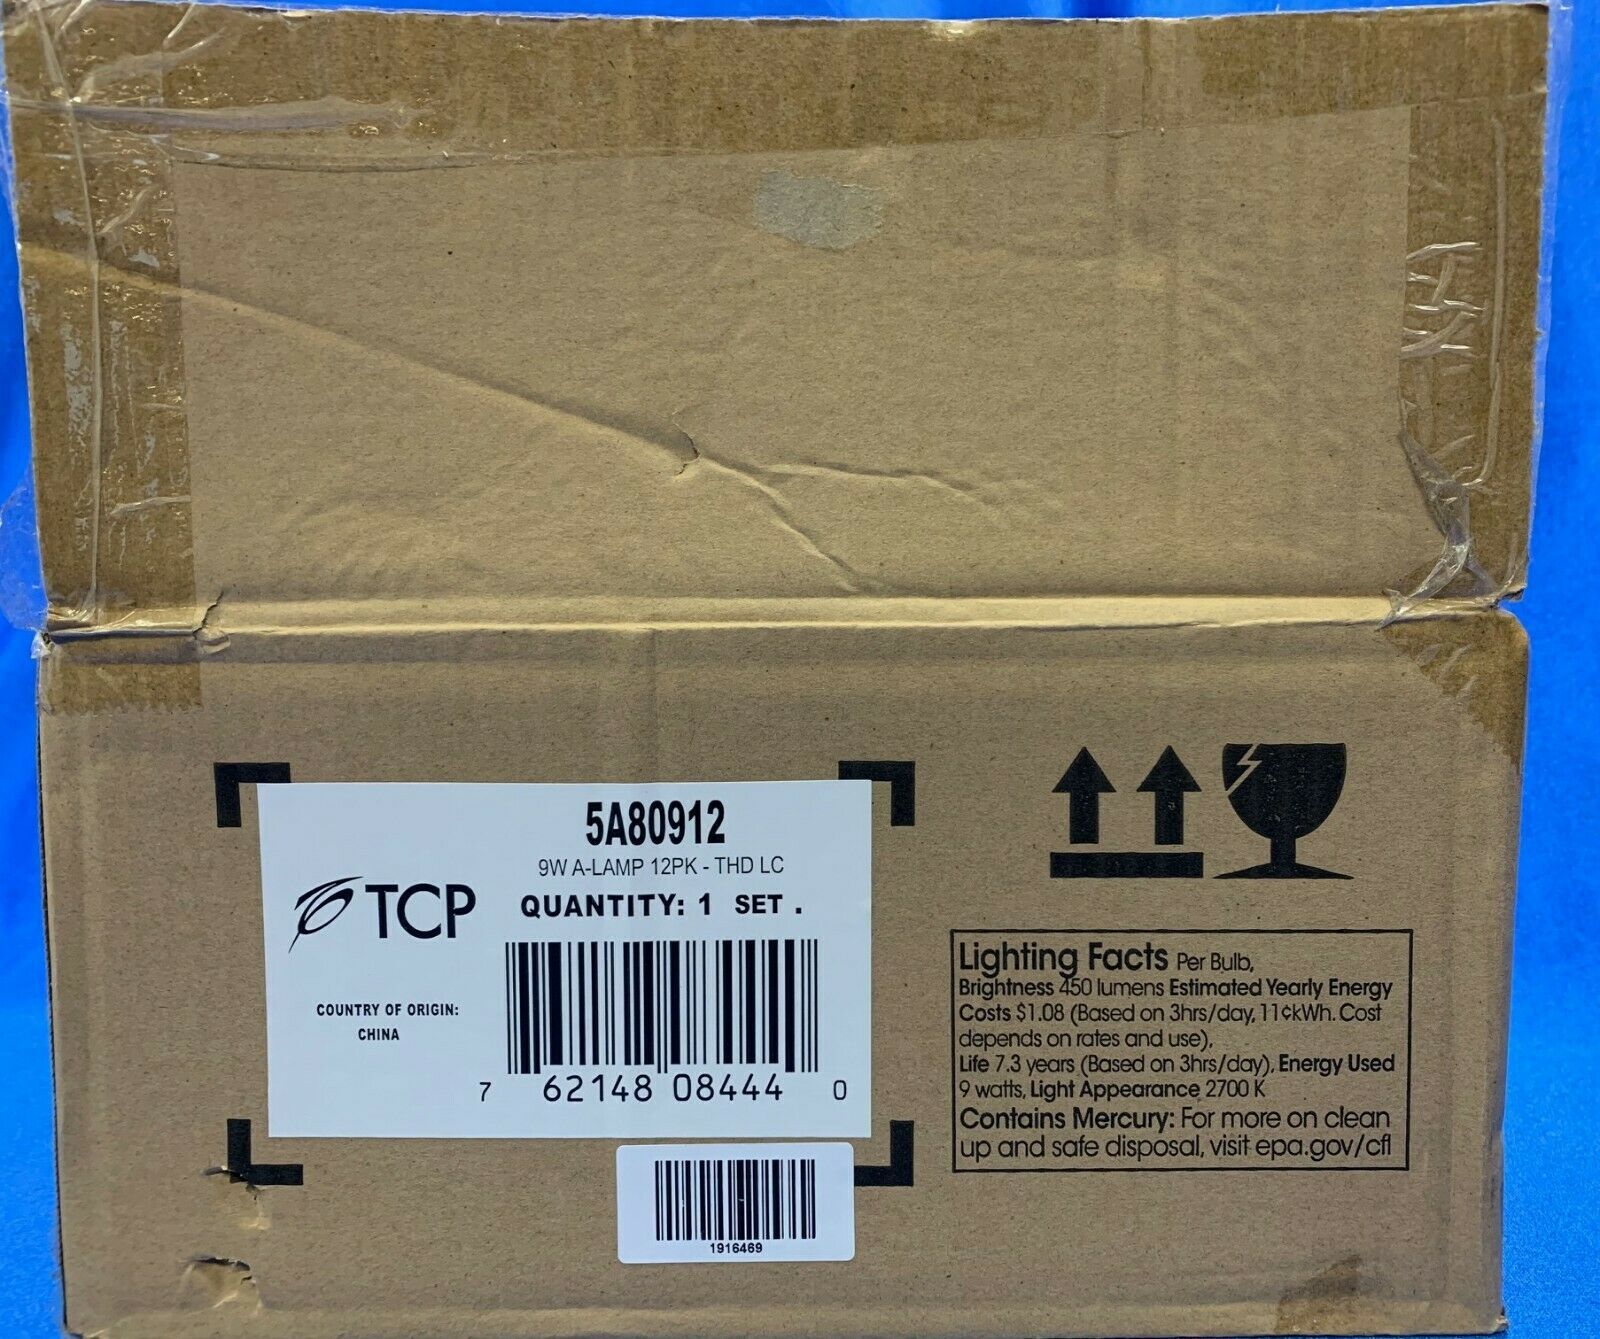 5A80912
9W A-LAMP 12PK - THD LC
TCP
QUANTITY: 1 SET .
COUNTRY OF ORIGIN:
CHINA
7 62148 08444 0
1916469
Lighting Facts Per Bulb,
Brightness 450 lumens Estimated Yearly Energy
Costs $1.08 (Based on 3hrs/day, 11¢kWh. Cost
depends on rates and use),
Life 7.3 years (Based on 3hrs/day), Energy Used
9 watts, Light Appearance 2700 K
Contains Mercury: For more on clean
up and safe disposal, visit epa.gov/cfl